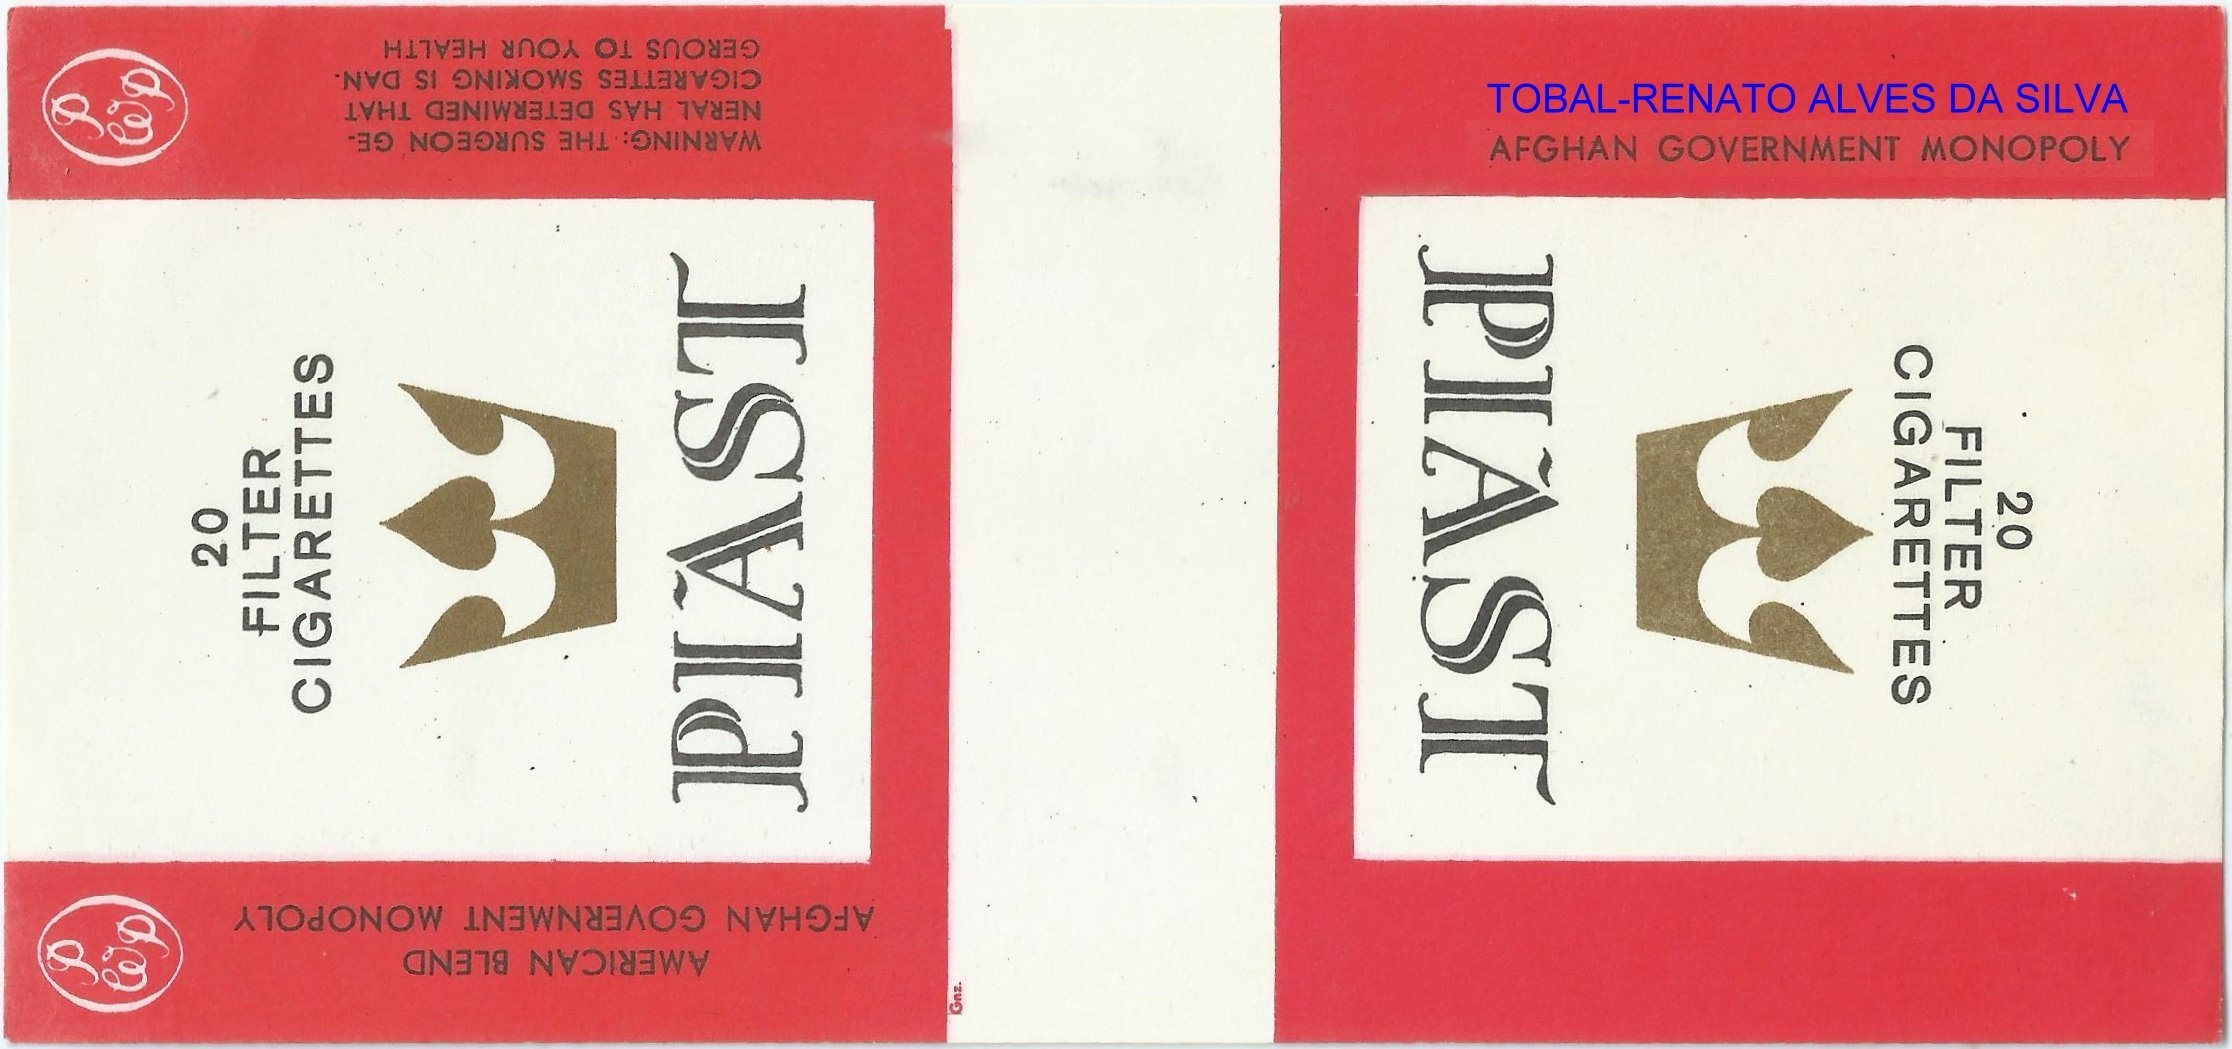 WARNING: THE SURGEON GE-
NERAL HAS DETERMINED THAT
CIGARETTES SMOKING IS DAN-
GEROUS TO YOUR HEALTH
PIAST
20
FILTER
CIGARETTES
AMERICAN BLEND
AFGHAN GOVERNMENT MONOPOLY
Gnz.
TOBAL-RENATO ALVES DA SILVA
AFGHAN GOVERNMENT MONOPOLY
PIAST
20
FILTER
CIGARETTES